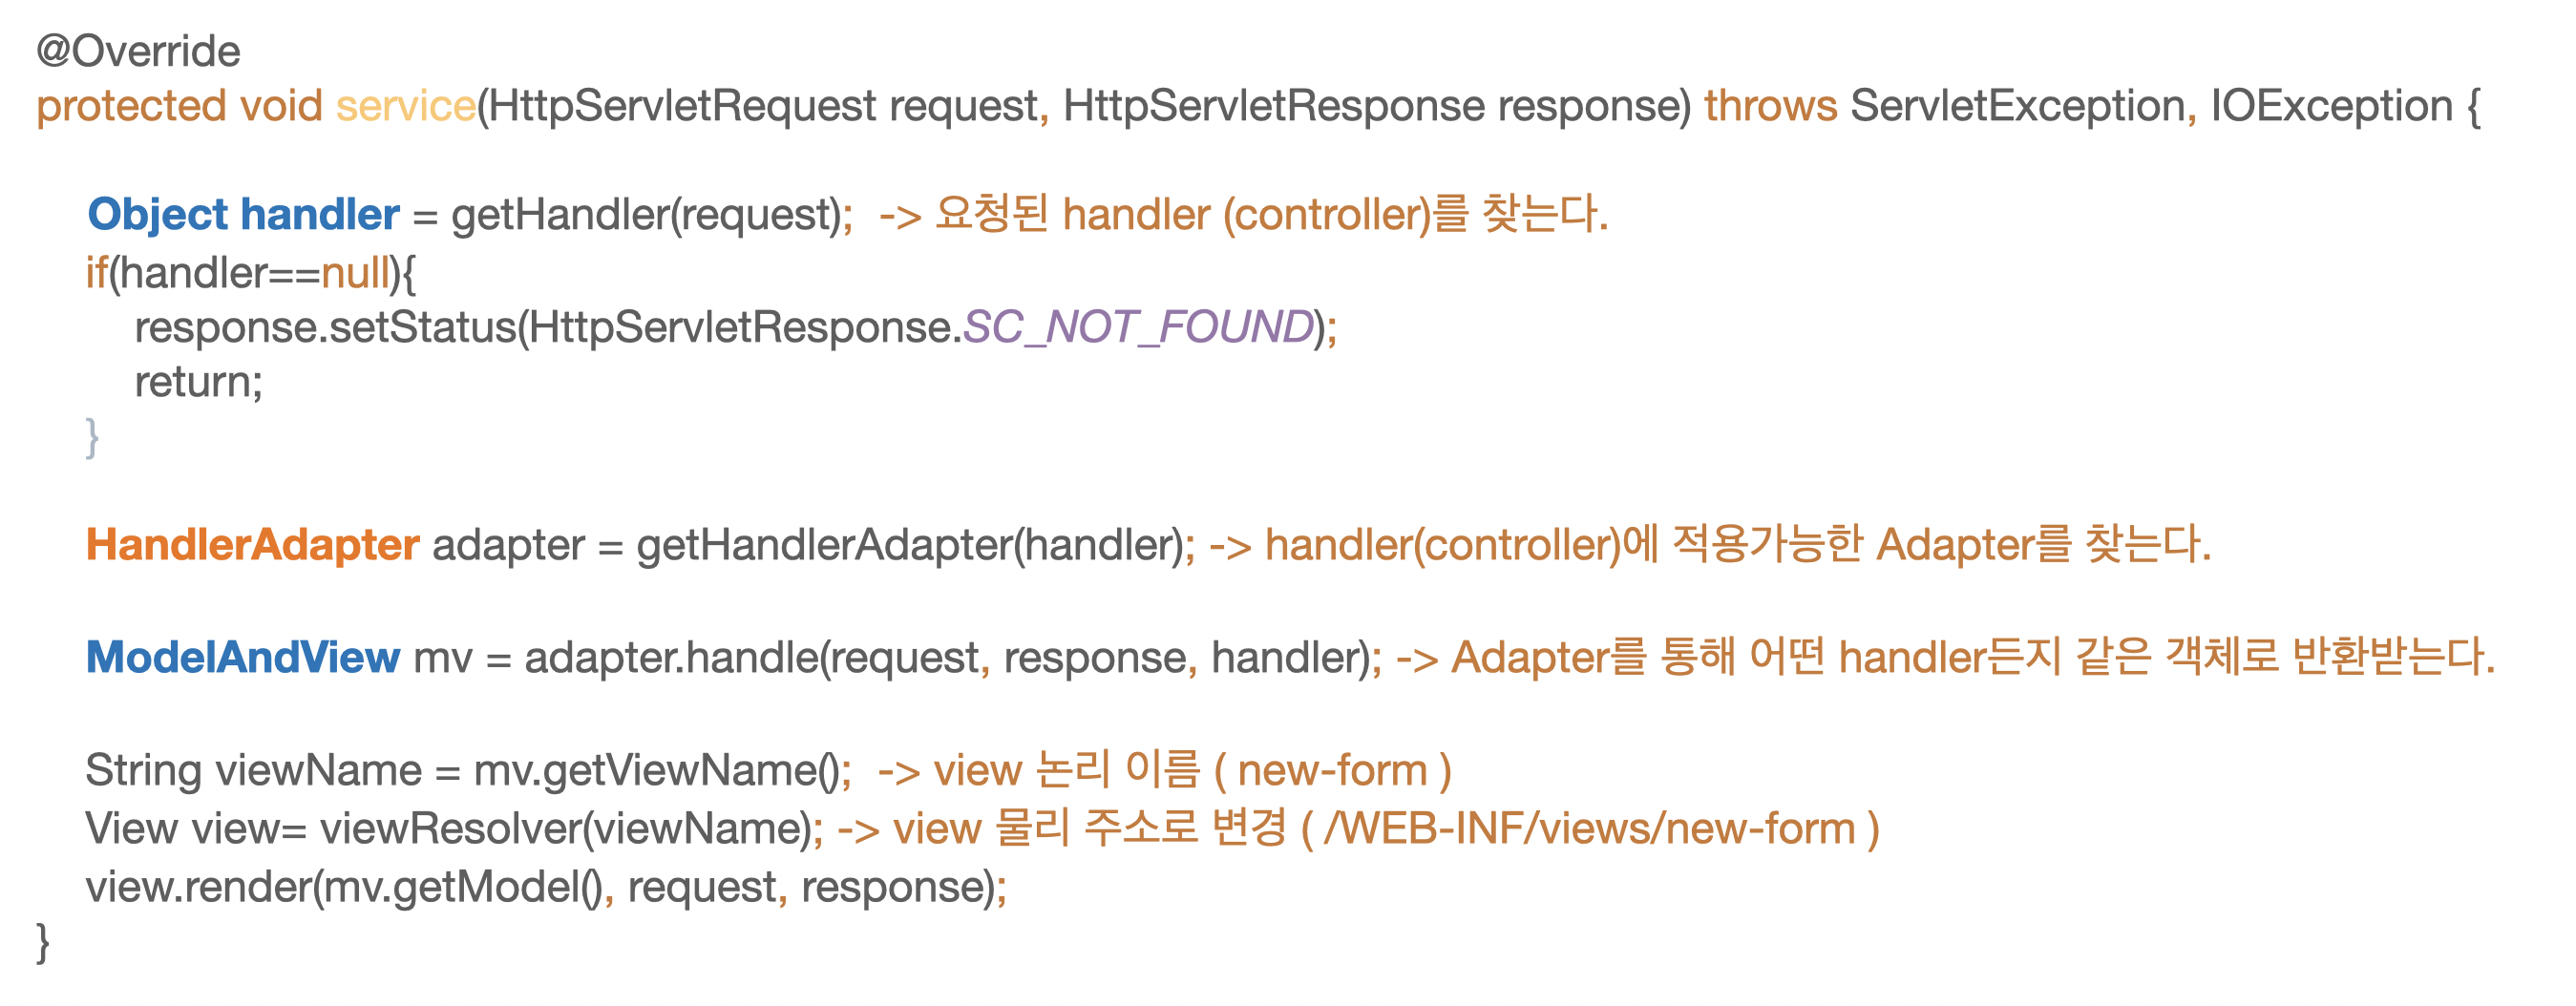 @Override
protected void service(HttpServletRequest request, HttpServletResponse response) throws ServletException, IOException {
Object handler = getHandler(request);  -> 요청된 handler (controller)를 찾는다.
if(handler==null){
response.setStatus(HttpServletResponse.SC_NOT_FOUND);
return;
}
HandlerAdapter adapter = getHandlerAdapter(handler); -> handler(controller)에 적용가능한 Adapter를 찾는다.
ModelAndView mv = adapter.handle(request, response, handler); -> Adapter를 통해 어떤 handler든지 같은 객체로 반환받는다.
String viewName = mv.getViewName();  -> view 논리 이름 ( new-form )
View view= viewResolver(viewName); -> view 물리 주소로 변경 ( /WEB-INF/views/new-form )
view.render(mv.getModel(), request, response);
}